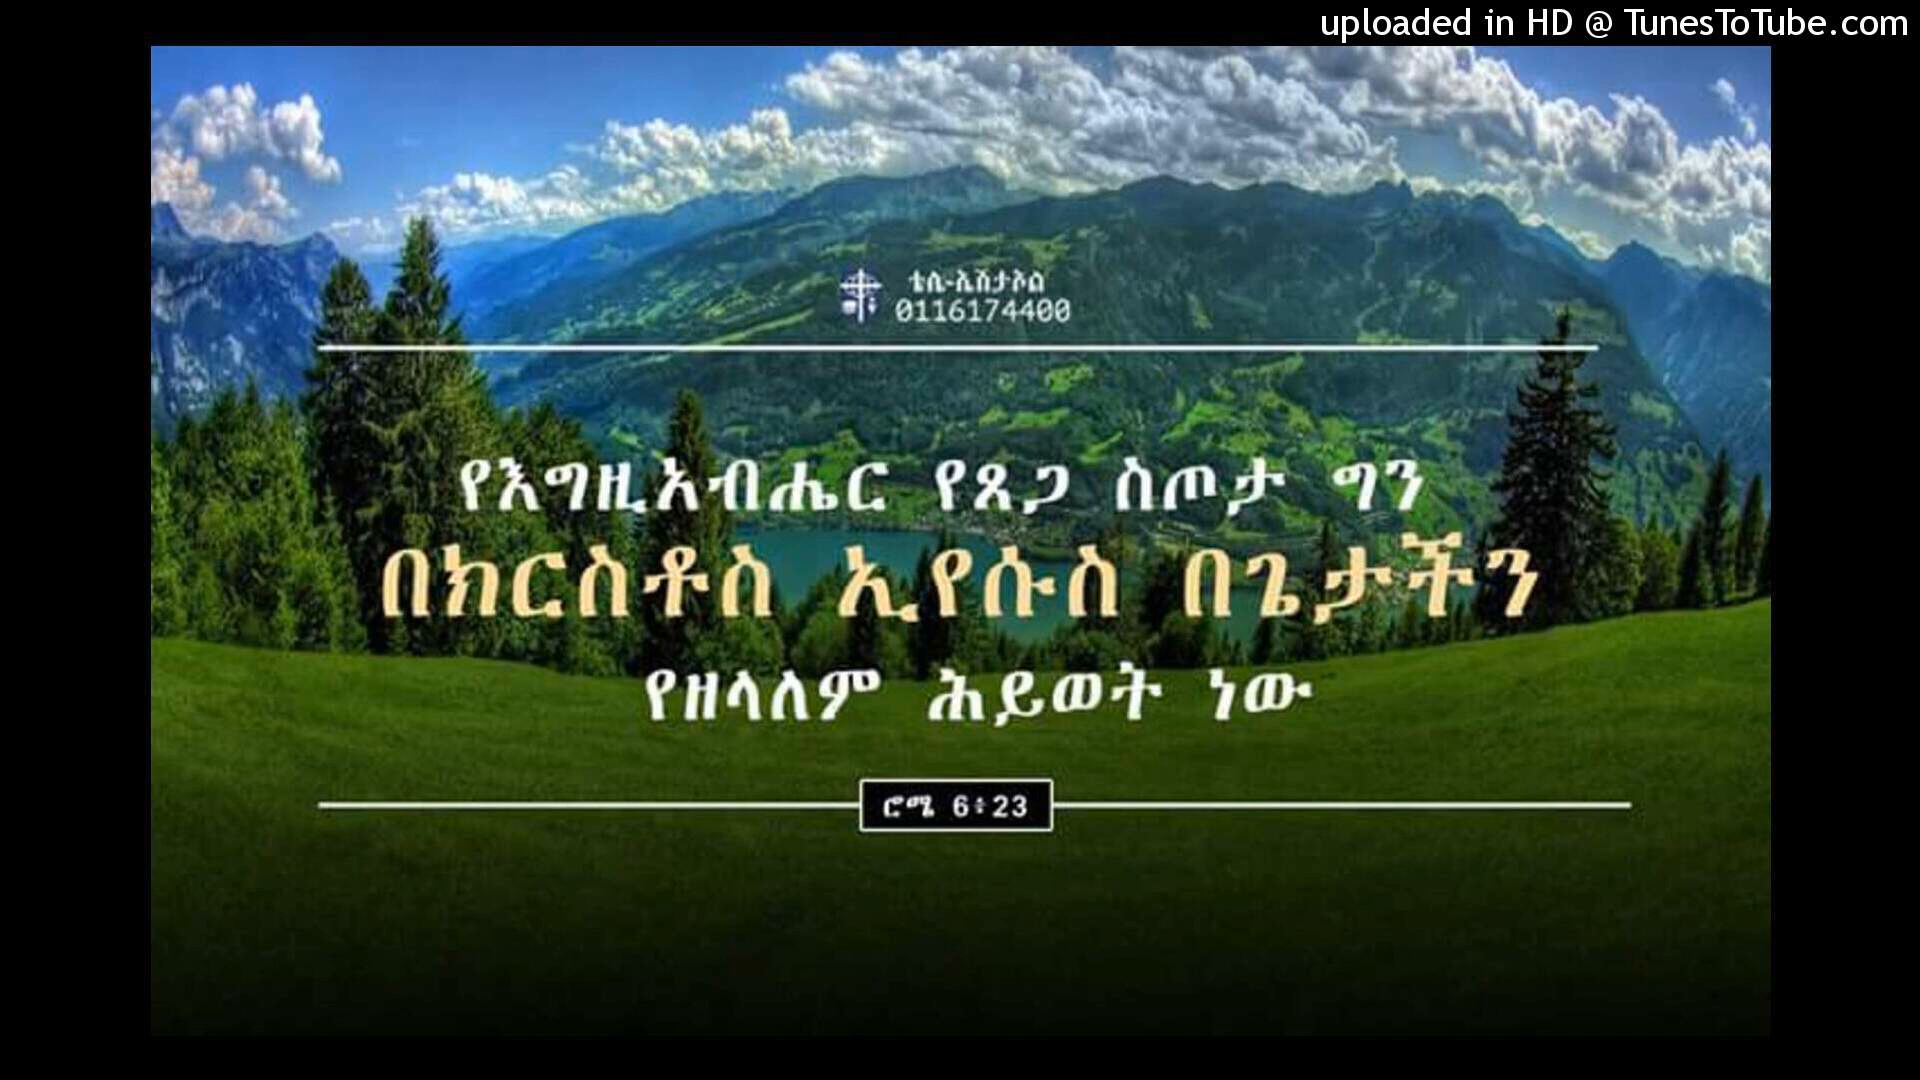 uploaded in HD @ TunesToTube.com
ቴሌ-ኢሽታኦል
0116174400
የእግዚአብሔር የጸጋ ስጦታ ግን
በክርስቶስ ኢየሱስ በጌታችን
የዘላለም ሕይወት ነው
ሮሜ 6፥23